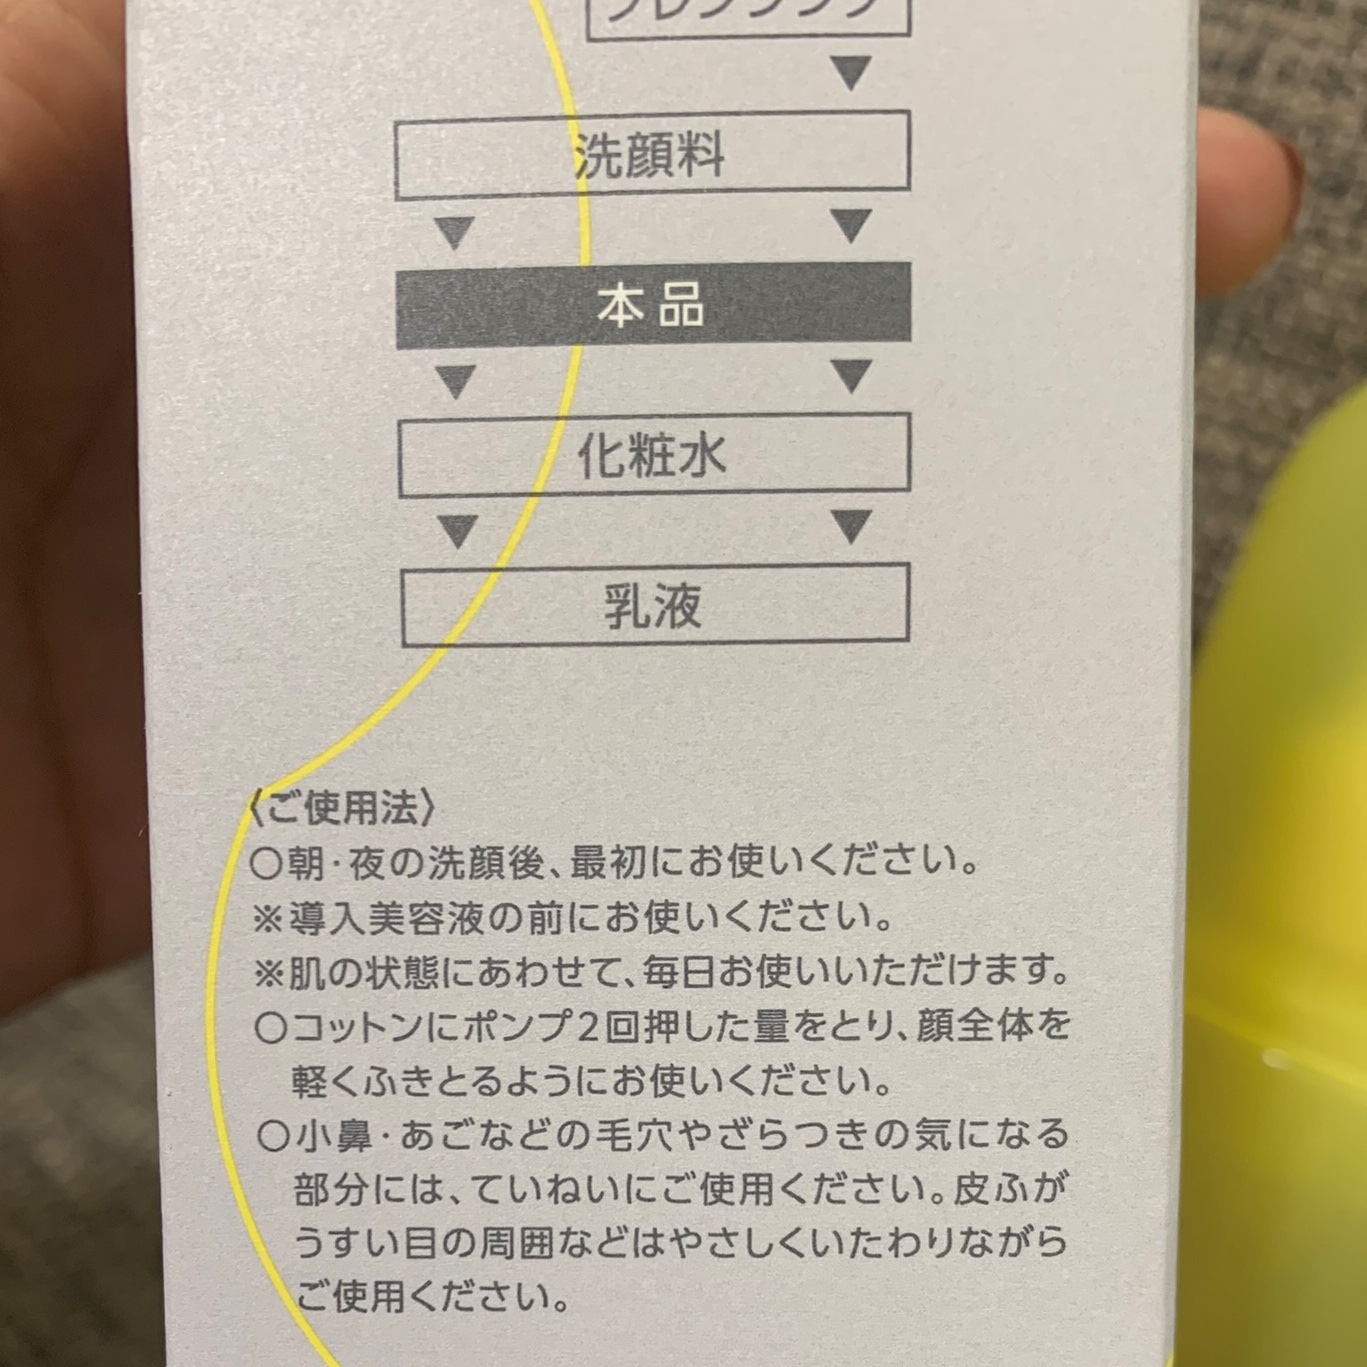 洗顔料
▼ ▼
本品
▼ ▼
化粧水
▼ ▼
乳液
〈ご使用法〉
○朝・夜の洗顔後、最初にお使いください。
※導入美容液の前にお使いください。
※肌の状態にあわせて、毎日お使いいただけます。
○コットンにポンプ2回押した量をとり、顔全体を
軽くふきとるようにお使いください。
○小鼻・あごなどの毛穴やざらつきの気になる
部分には、ていねいにご使用ください。皮ふが
うすい目の周囲などはやさしくいたわりながら
ご使用ください。